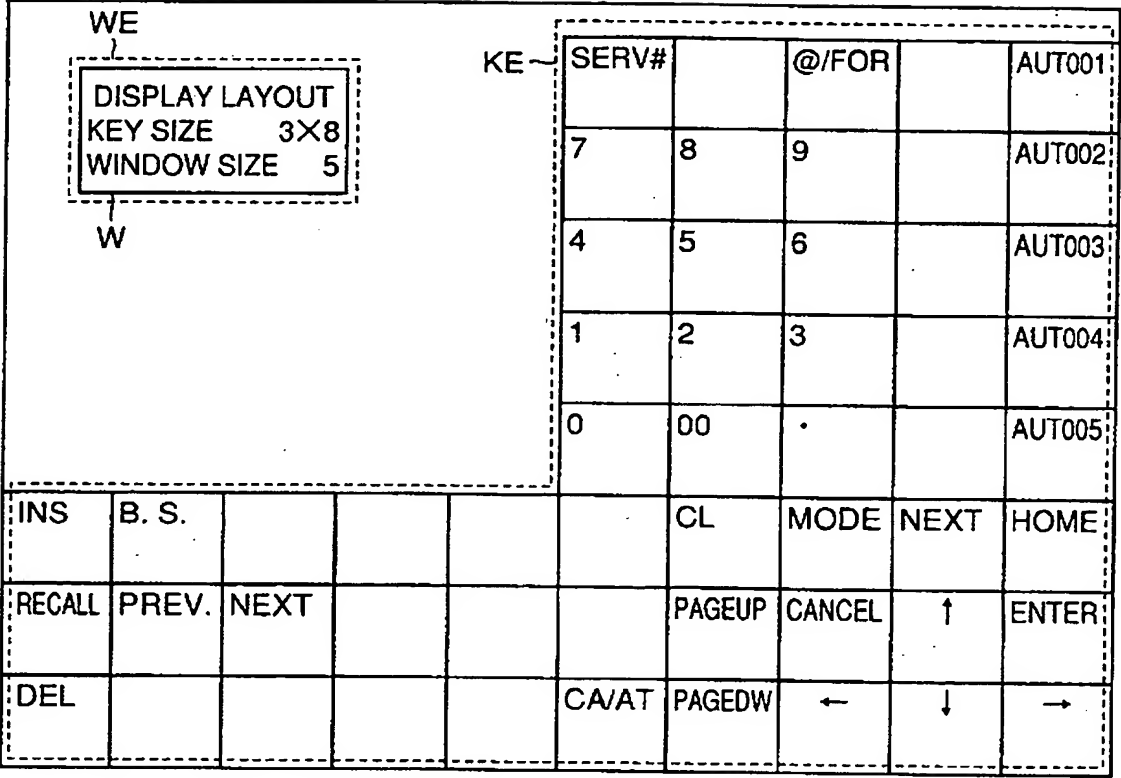 WE
DISPLAY LAYOUT
KEY SIZE 3×8
WINDOW SIZE 5
W
KE
SERV# @/FOR AUT001
7 8 9 AUT002
4 5 6 AUT003
1 2 3 AUT004
0 00 . AUT005
INS B. S. CL MODE NEXT HOME
RECALL PREV. NEXT PAGEUP CANCEL ↑ ENTER
DEL CA/AT PAGEDW ← ↓ →